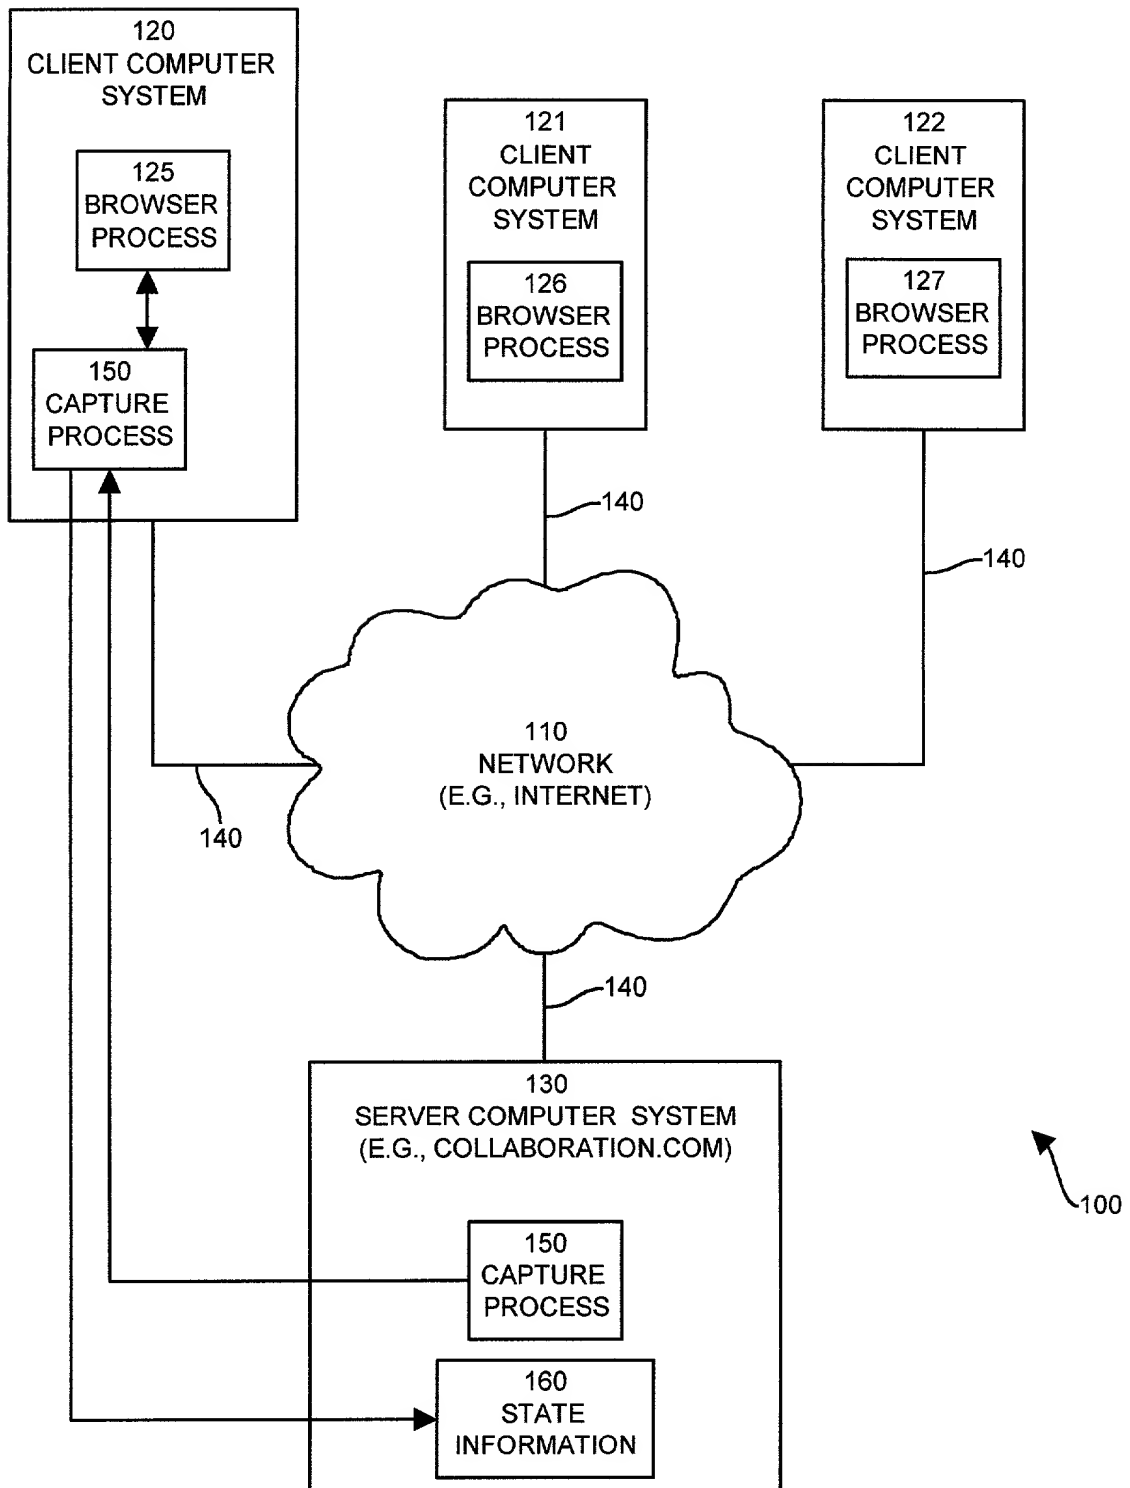 120
CLIENT COMPUTER
SYSTEM
125
BROWSER
PROCESS
150
CAPTURE
PROCESS
121
CLIENT
COMPUTER
SYSTEM
126
BROWSER
PROCESS
122
CLIENT
COMPUTER
SYSTEM
127
BROWSER
PROCESS
140
140
110
NETWORK
(E.G., INTERNET)
140
140
130
SERVER COMPUTER SYSTEM
(E.G., COLLABORATION.COM)
100
150
CAPTURE
PROCESS
160
STATE
INFORMATION